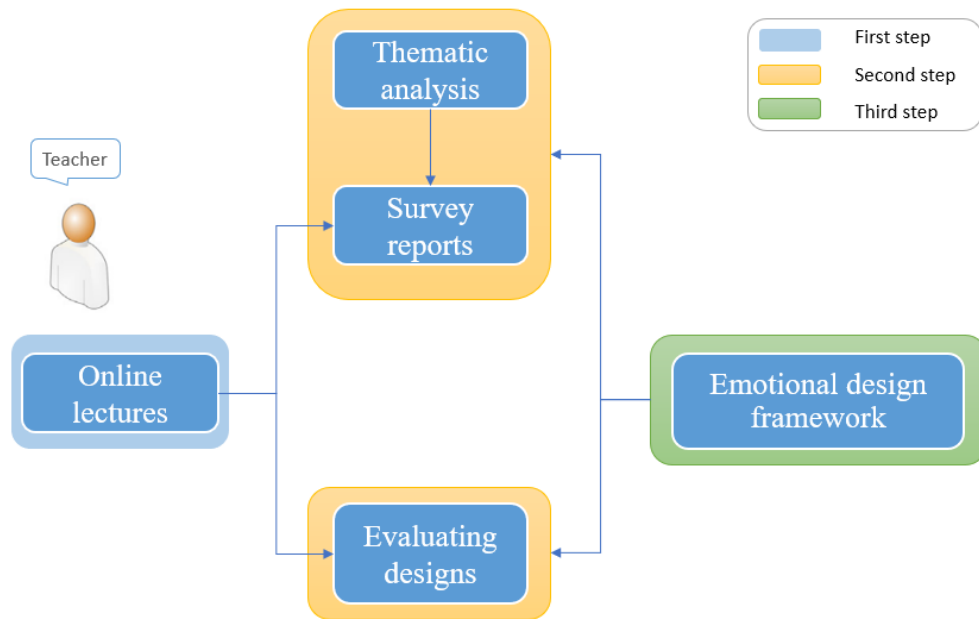 Thematic
analysis
First step
Second step
Third step
Teacher
Survey
reports
Online
lectures
Emotional design
framework
Evaluating
designs